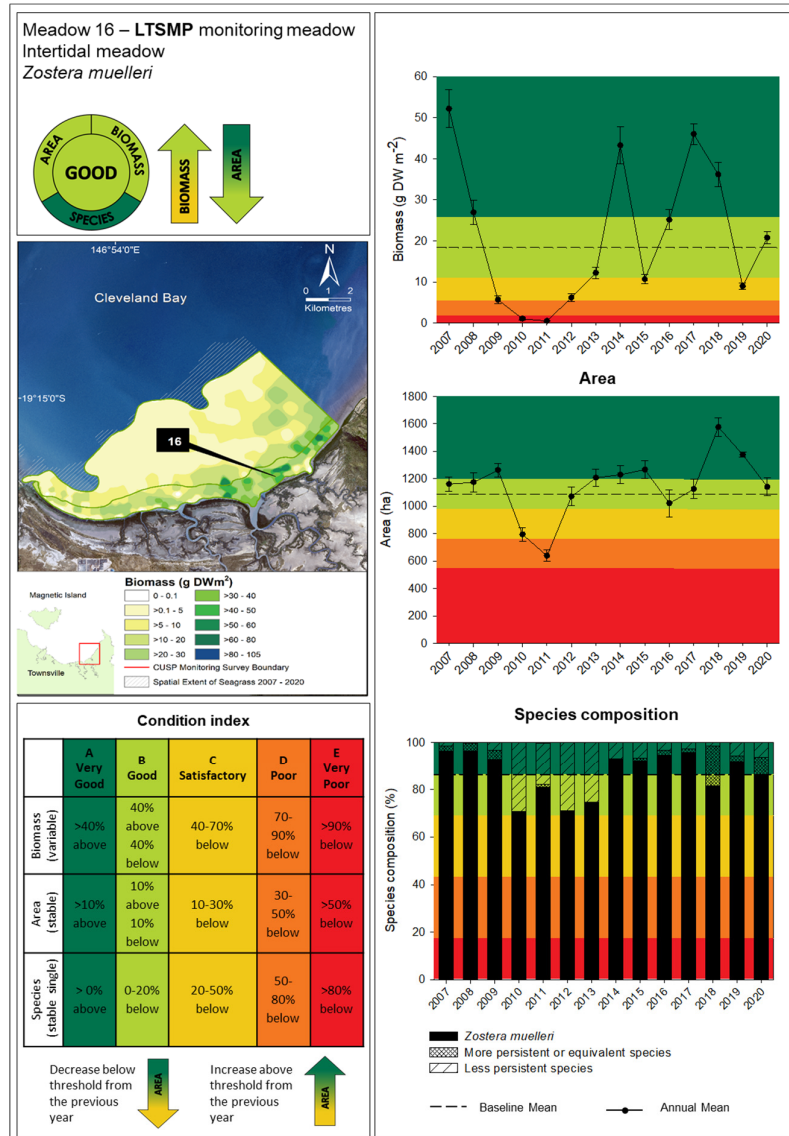 Meadow 16 – LTSMP monitoring meadow
Intertidal meadow
Zostera muelleri
AREA
BIOMASS
GOOD
SPECIES
BIOMASS
AREA
146°54'0"E
N
0 1 2
Kilometres
Cleveland Bay
19°15'0"S
16
Magnetic Island
Townsville
Biomass (g DWm²)
0 - 0.1
>0.1 - 5
>5 - 10
>10 - 20
>20 - 30
>30 - 40
>40 - 50
>50 - 60
>60 - 80
>80 - 105
CUSP Monitoring Survey Boundary
Spatial Extent of Seagrass 2007 - 2020
Condition index
A
Very
Good
B
Good
C
Satisfactory
D
Poor
E
Very
Poor
Biomass
(variable)
>40%
above
40%
above
40%
below
40-70%
below
70-
90%
below
>90%
below
Area
(stable)
>10%
above
10%
above
10%
below
10-30%
below
30-
50%
below
>50%
below
Species
(stable single)
> 0%
above
0-20%
below
20-50%
below
50-
80%
below
>80%
below
Decrease below
threshold from
the previous
year
AREA
Increase above
threshold from
the previous
year
AREA
Biomass (g DW m-2)
60
50
40
30
20
10
0
2007 2008 2009 2010 2011 2012 2013 2014 2015 2016 2017 2018 2019 2020
Area
Area (ha)
1800
1600
1400
1200
1000
800
600
400
200
0
2007 2008 2009 2010 2011 2012 2013 2014 2015 2016 2017 2018 2019 2020
Species composition
Species composition (%)
100
80
60
40
20
0
2007 2008 2009 2010 2011 2012 2013 2014 2015 2016 2017 2018 2019 2020
Zostera muelleri
More persistent or equivalent species
Less persistent species
Baseline Mean
Annual Mean